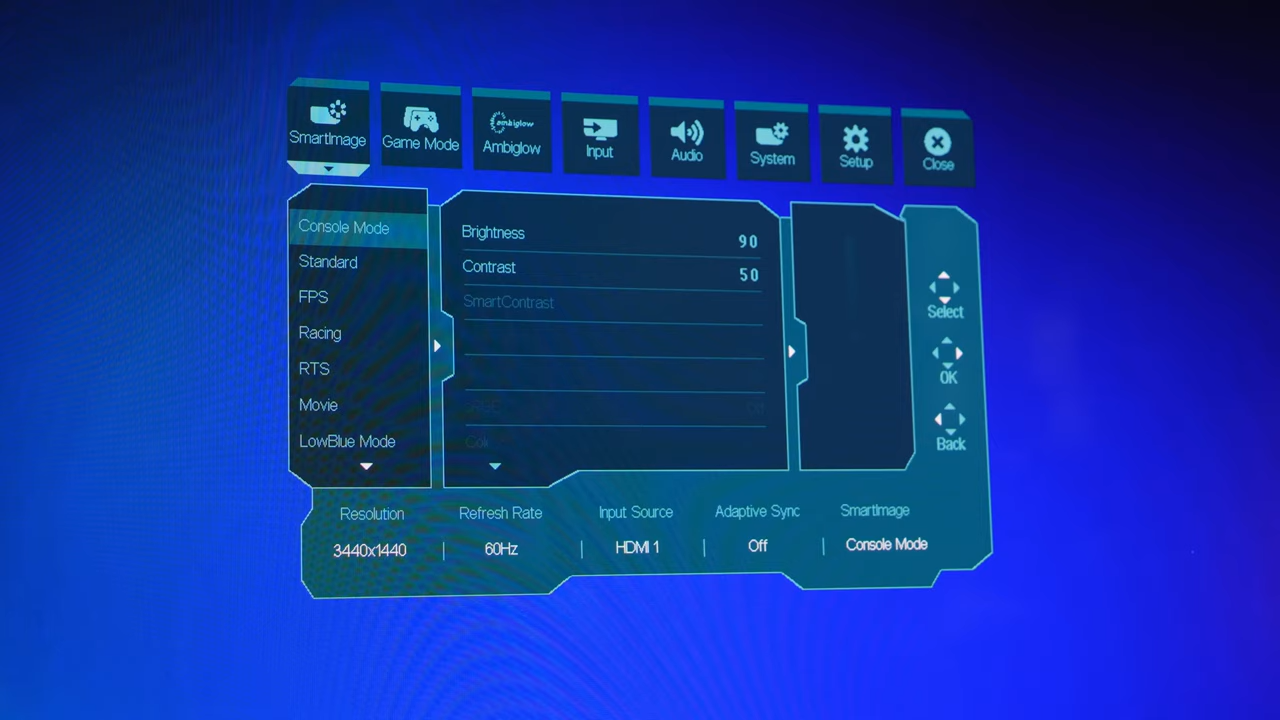 SmartImage
Game Mode
ambiglow
Ambiglow
Input
Audio
System
Setup
Close
Console Mode
Standard
FPS
Racing
RTS
Movie
LowBlue Mode
Brightness 90
Contrast 50
SmartContrast
Select
OK
Back
Resolution Refresh Rate Input Source Adaptive Sync SmartImage
3440x1440 | 60Hz | HDMI 1 | Off | Console Mode